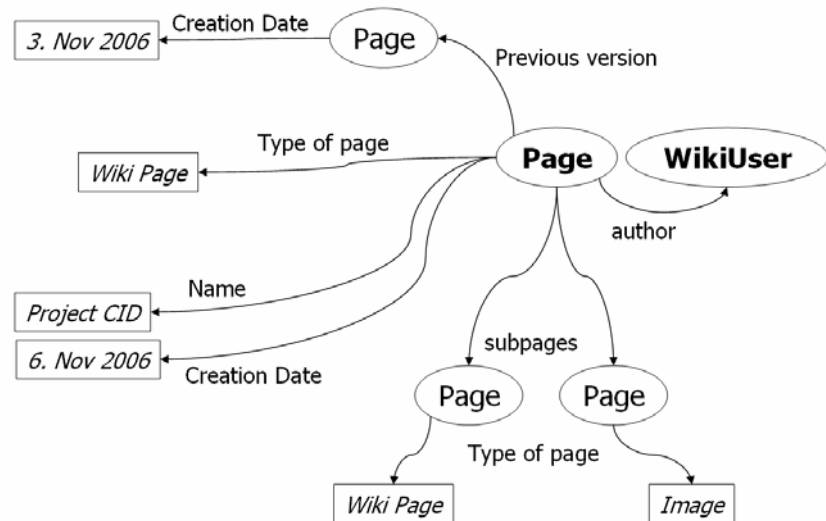 Creation Date
3. Nov 2006
Page
Previous version
Type of page
Wiki Page
Page
WikiUser
author
Name
Project CID
6. Nov 2006
Creation Date
subpages
Page
Page
Type of page
Wiki Page
Image